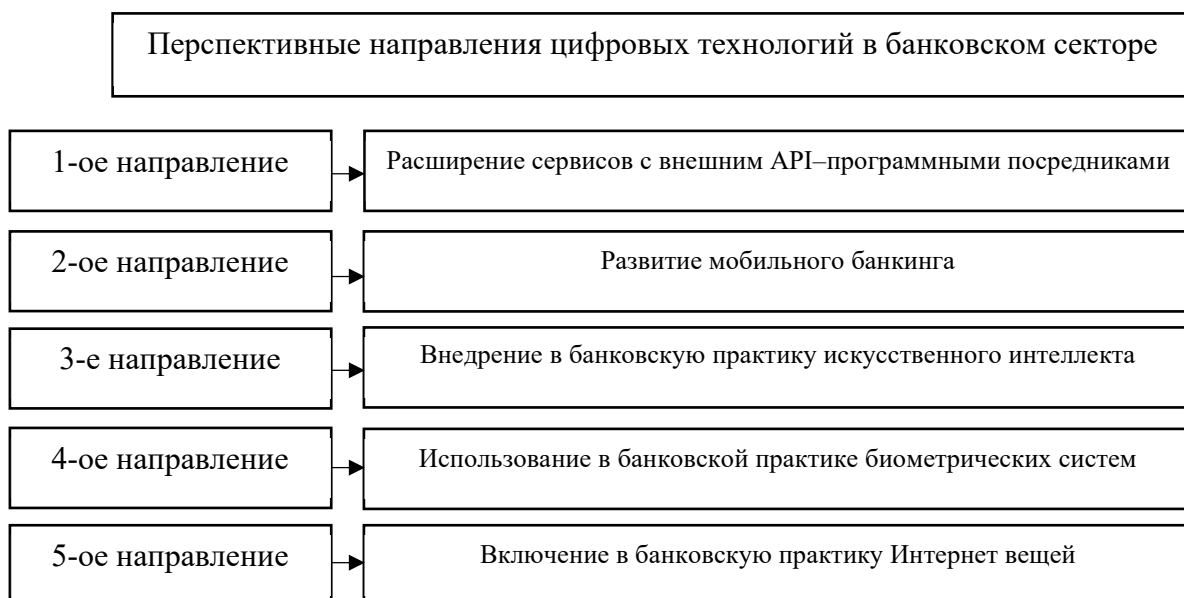 Перспективные направления цифровых технологий в банковском секторе
1-ое направление
Расширение сервисов с внешним API–программными посредниками
2-ое направление
Развитие мобильного банкинга
3-е направление
Внедрение в банковскую практику искусственного интеллекта
4-ое направление
Использование в банковской практике биометрических систем
5-ое направление
Включение в банковскую практику Интернет вещей